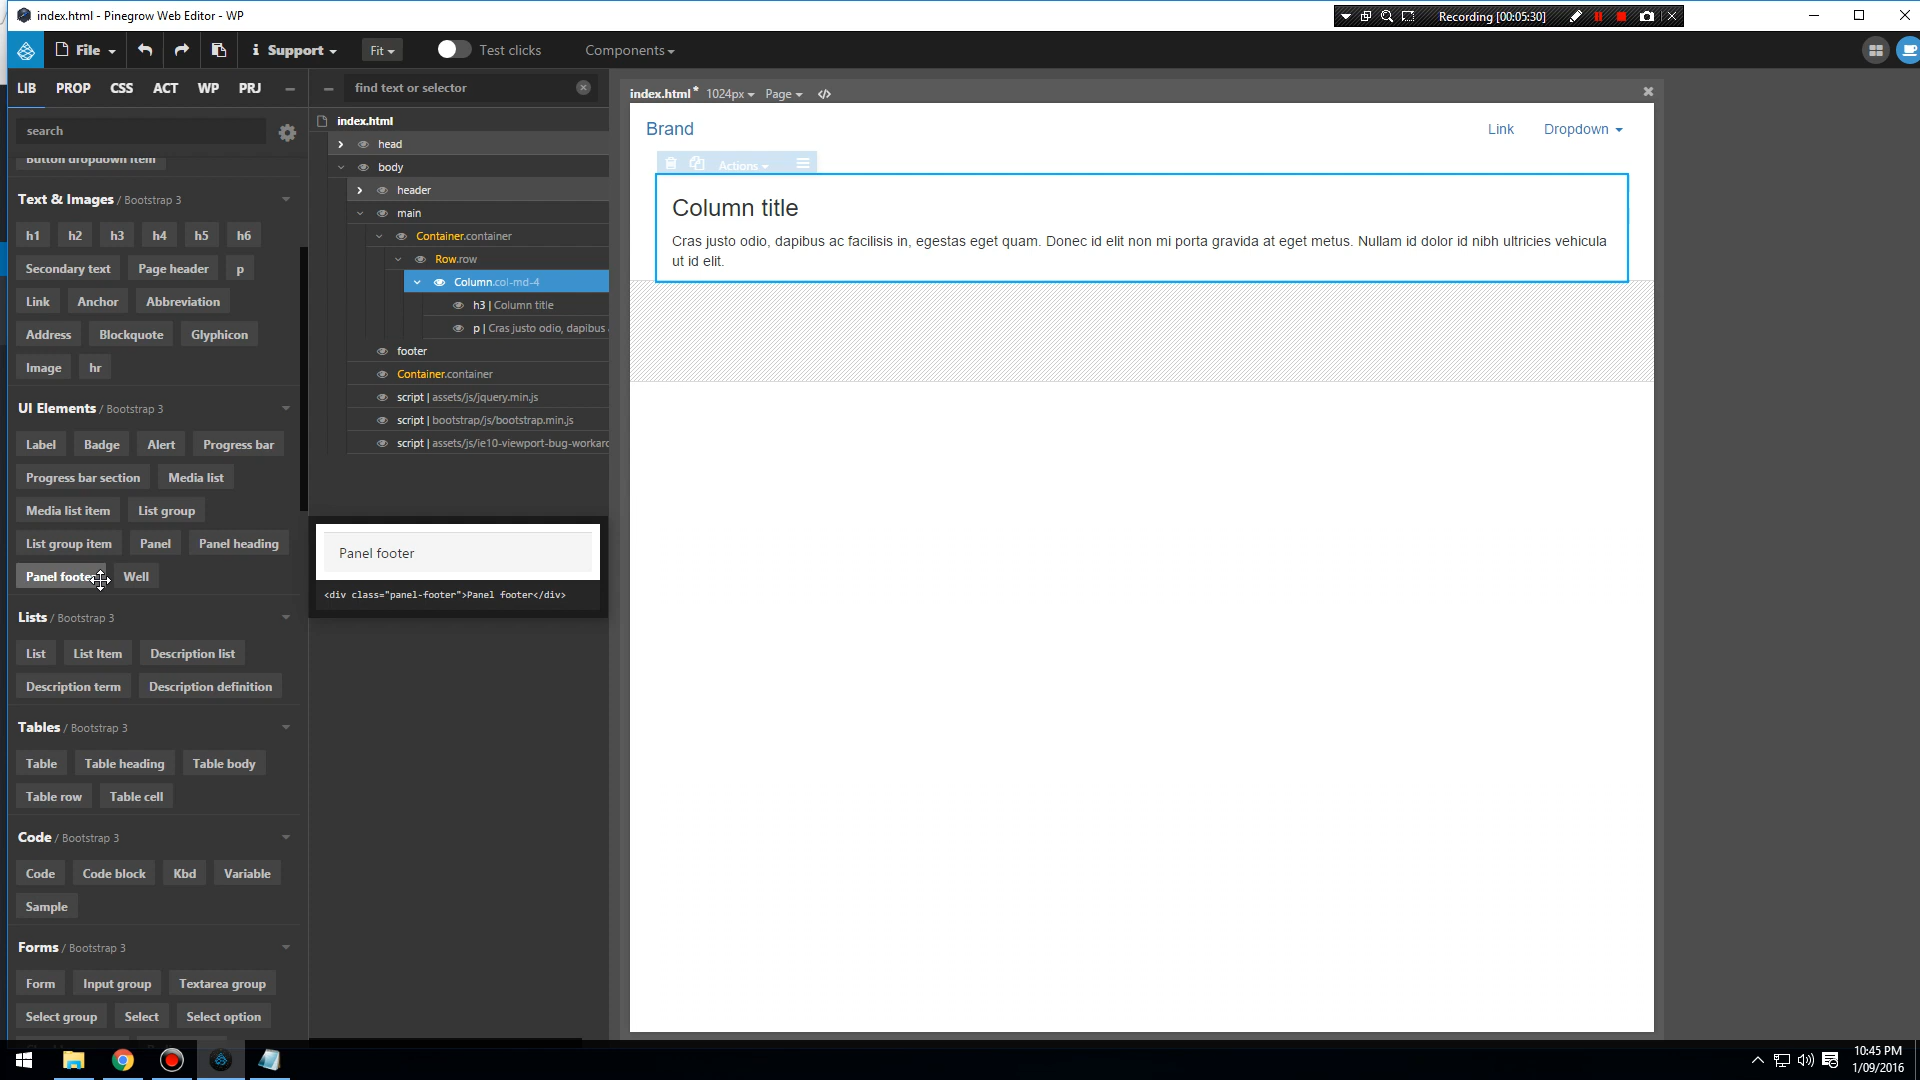 index.html - Pinegrow Web Editor - WP
Recording [00:05:30]
File
Support
Fit
Test clicks
Components
LIB PROP CSS ACT WP PRJ
find text or selector
index.html* 1024px Page
search
index.html
head
body
header
main
Container.container
Row.row
Column.col-md-4
h3 | Column title
p | Cras justo odio, dapibus
footer
Container.container
script | assets/js/jquery.min.js
script | bootstrap/js/bootstrap.min.js
script | assets/js/ie10-viewport-bug-workaro
Button dropdown item
Text & Images / Bootstrap 3
h1 h2 h3 h4 h5 h6
Secondary text Page header p
Link Anchor Abbreviation
Address Blockquote Glyphicon
Image hr
UI Elements / Bootstrap 3
Label Badge Alert Progress bar
Progress bar section Media list
Media list item List group
List group item Panel Panel heading
Panel footer Well
Lists / Bootstrap 3
List List Item Description list
Description term Description definition
Tables / Bootstrap 3
Table Table heading Table body
Table row Table cell
Code / Bootstrap 3
Code Code block Kbd Variable
Sample
Forms / Bootstrap 3
Form Input group Textarea group
Select group Select Select option
Panel footer
<div class="panel-footer">Panel footer</div>
Brand
Link Dropdown
Actions
Column title
Cras justo odio, dapibus ac facilisis in, egestas eget quam. Donec id elit non mi porta gravida at eget metus. Nullam id dolor id nibh ultricies vehicula
ut id elit.
10:45 PM
1/09/2016